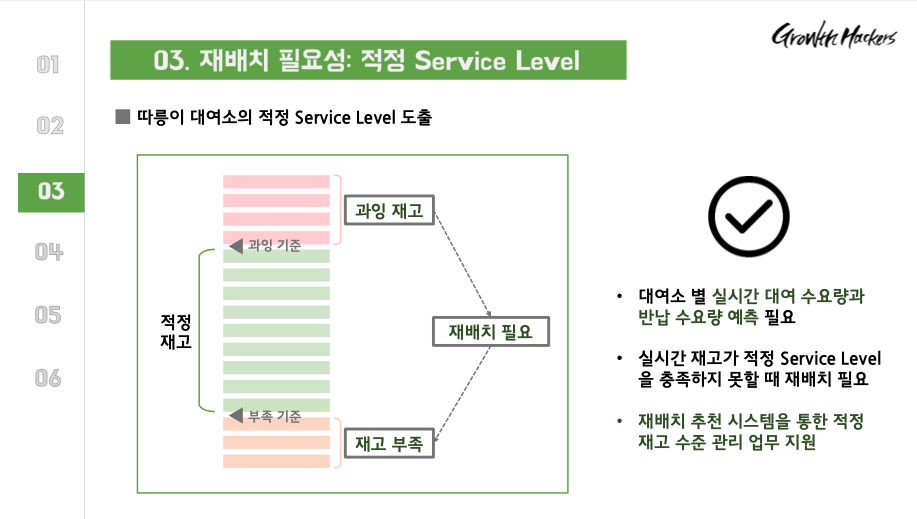 Growth Hackers
01
02
03
04
05
06
03. 재배치 필요성: 적정 Service Level
따릉이 대여소의 적정 Service Level 도출
과잉 재고
과잉 기준
적정
재고
재배치 필요
부족 기준
재고 부족
• 대여소 별 실시간 대여 수요량과
반납 수요량 예측 필요
• 실시간 재고가 적정 Service Level
을 충족하지 못할 때 재배치 필요
• 재배치 추천 시스템을 통한 적정
재고 수준 관리 업무 지원